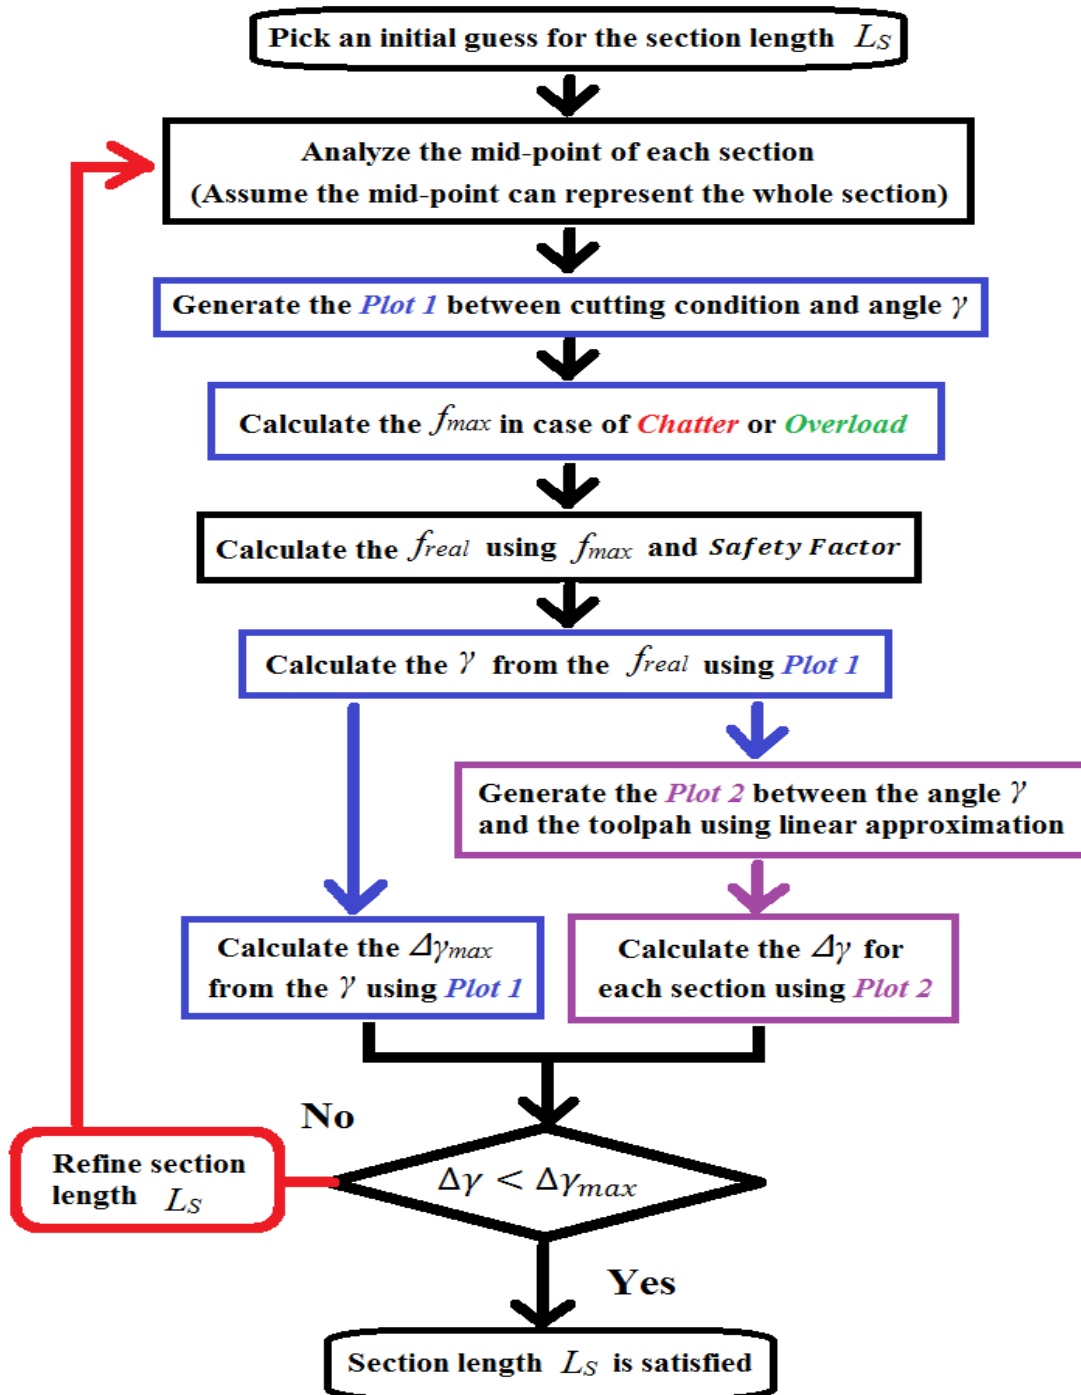 Pick an initial guess for the section length L_S
Analyze the mid-point of each section
(Assume the mid-point can represent the whole section)
Generate the Plot 1 between cutting condition and angle γ
Calculate the f_max in case of Chatter or Overload
Calculate the f_real using f_max and Safety Factor
Calculate the γ from the f_real using Plot 1
Generate the Plot 2 between the angle γ
and the toolpah using linear approximation
Calculate the Δγ_max
from the γ using Plot 1
Calculate the Δγ for
each section using Plot 2
No
Refine section
length L_S
Δγ < Δγ_max
Yes
Section length L_S is satisfied